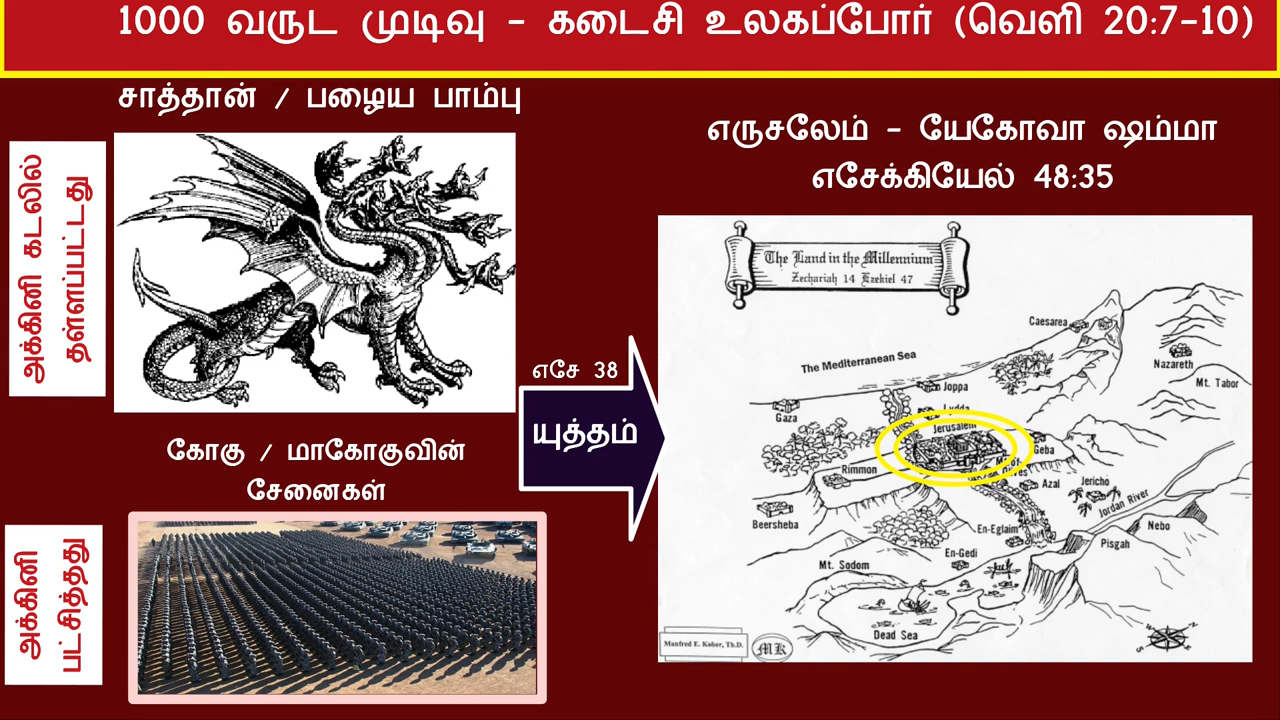 1000 வருட முடிவு - கடைசி உலகப்போர் (வெளி 20:7-10)
சாத்தான் / பழைய பாம்பு
அக்கினி கடலில்
தள்ளப்பட்டது
எருசலேம் - யேகோவா ஷம்மா
எசேக்கியேல் 48:35
எசே 38
யுத்தம்
கோகு / மாகோகுவின்
சேனைகள்
அக்கினி
பட்சித்தது
The Land in the Millennium
Zechariah 14 Ezekiel 47
Caesarea
The Mediterranean Sea
Nazareth
Mt. Tabor
Joppa
Gaza
Lydda
Jerusalem
Geba
Rimmon
Azal
Jericho
Jordan River
Beersheba
En-Eglaim
Nebo
Pisgah
En-Gedi
Mt. Sodom
Dead Sea
Manfred E. Kober, Th.D.
MK
N
E
S
W